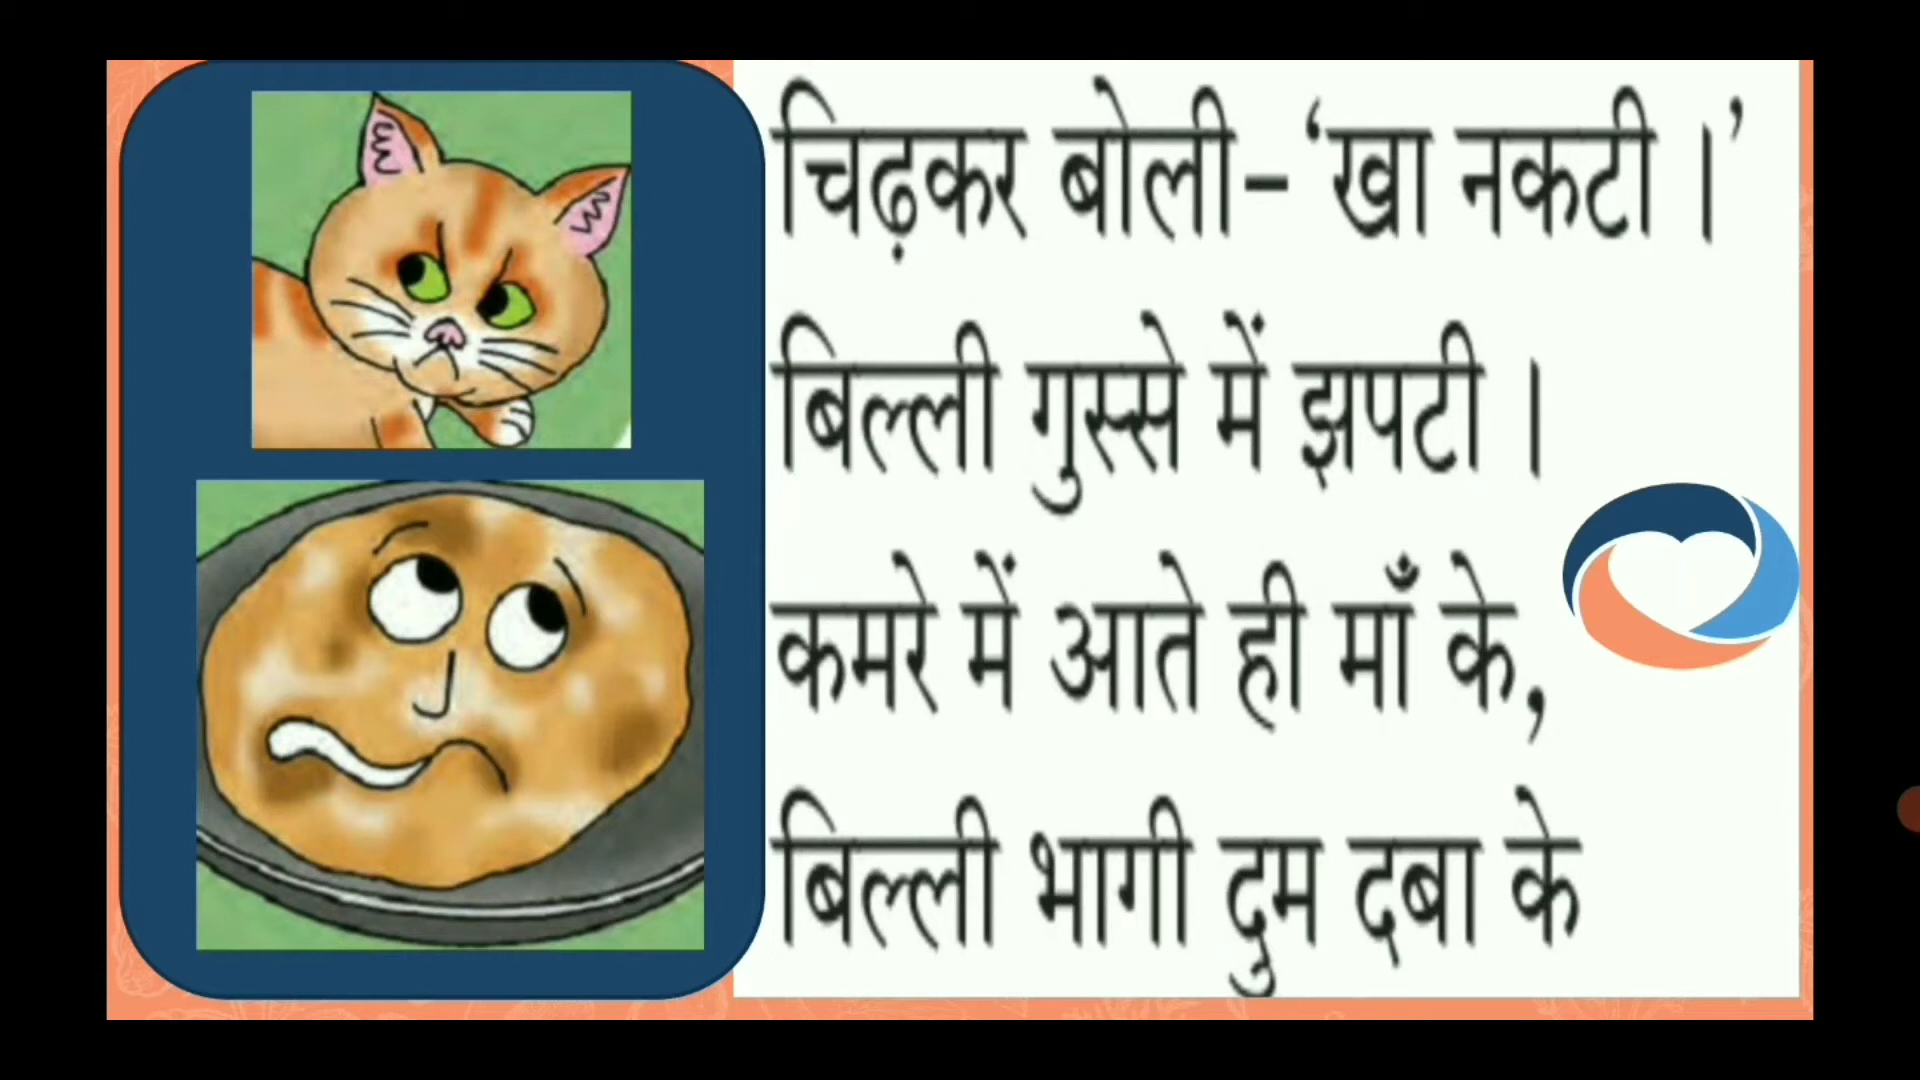 चिढ़कर बोली– ‘खा नकटी ।’
बिल्ली गुस्से में झपटी ।
कमरे में आते ही माँ के,
बिल्ली भागी दुम दबा के